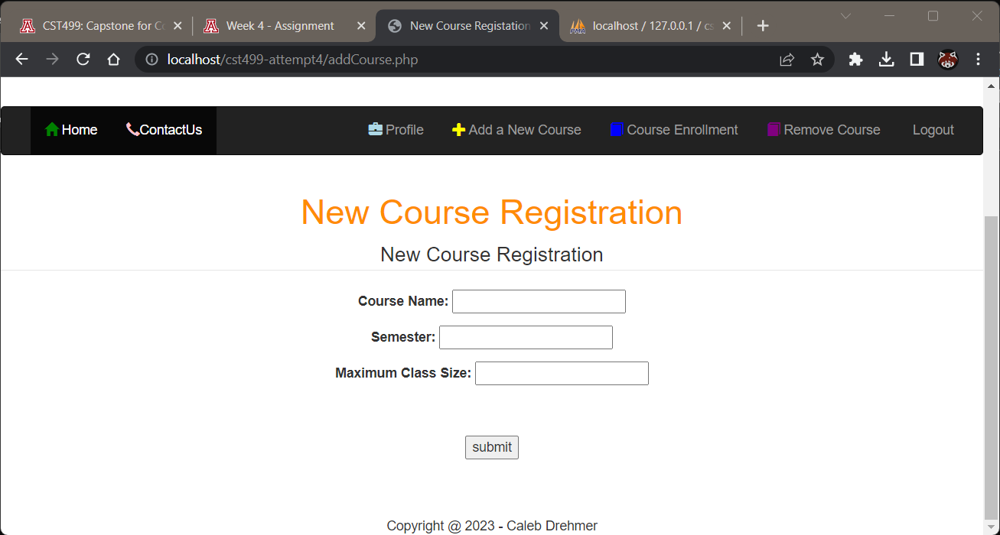 CST499: Capstone for Co
Week 4 - Assignment
New Course Registation
localhost / 127.0.0.1 / cs
localhost/cst499-attempt4/addCourse.php
Home ContactUs Profile Add a New Course Course Enrollment Remove Course Logout
New Course Registration
New Course Registration
Course Name:
Semester:
Maximum Class Size:
submit
Copyright @ 2023 - Caleb Drehmer